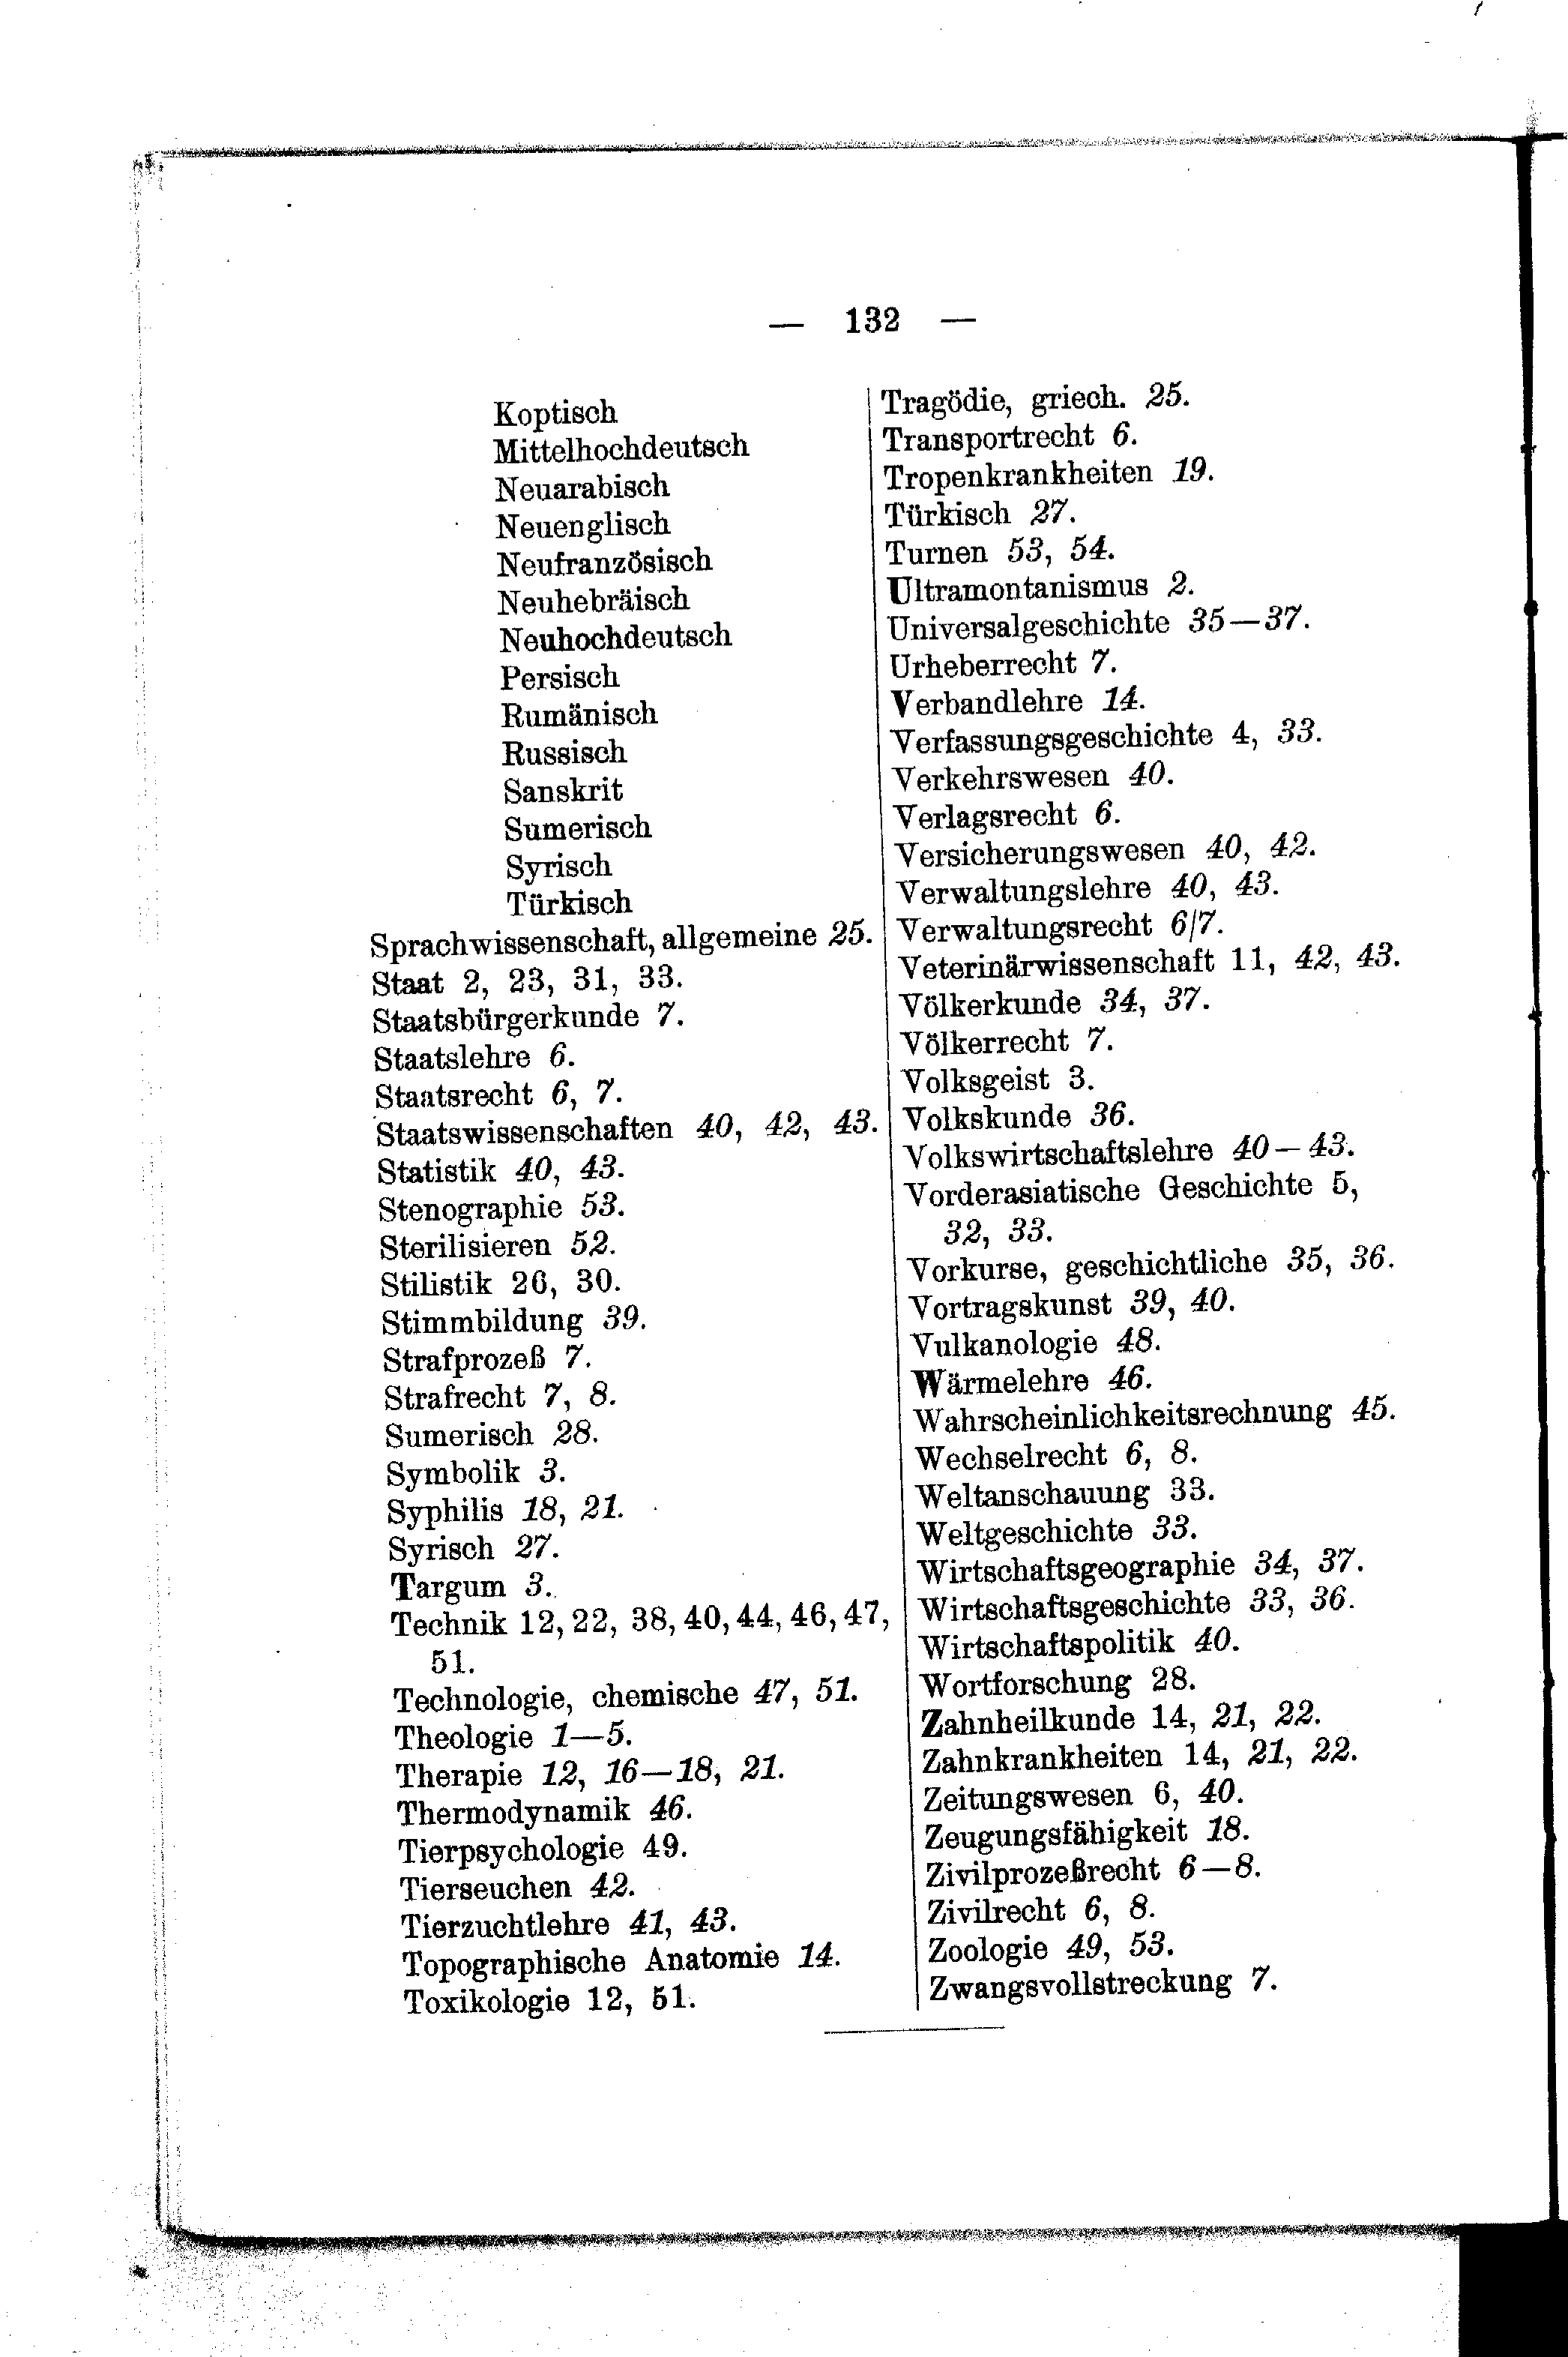 — 132 —
Koptisch
Mittelhochdeutsch
Neuarabisch
Neuenglisch
Neufranzösisch
Neuhebräisch
Neuhochdeutsch
Persisch
Rumänisch
Russisch
Sanskrit
Sumerisch
Syrisch
Türkisch
Sprachwissenschaft, allgemeine 25.
Staat 2, 23, 31, 33.
Staatsbürgerkunde 7.
Staatslehre 6.
Staatsrecht 6, 7.
Staatswissenschaften 40, 42, 43.
Statistik 40, 43.
Stenographie 53.
Sterilisieren 52.
Stilistik 26, 30.
Stimmbildung 39.
Strafprozeß 7.
Strafrecht 7, 8.
Sumerisch 28.
Symbolik 3.
Syphilis 18, 21.
Syrisch 27.
Targum 3.
Technik 12, 22, 38, 40, 44, 46, 47,
51.
Technologie, chemische 47, 51.
Theologie 1—5.
Therapie 12, 16—18, 21.
Thermodynamik 46.
Tierpsychologie 49.
Tierseuchen 42.
Tierzuchtlehre 41, 43.
Topographische Anatomie 14.
Toxikologie 12, 51.
Tragödie, griech. 25.
Transportrecht 6.
Tropenkrankheiten 19.
Türkisch 27.
Turnen 53, 54.
Ultramontanismus 2.
Universalgeschichte 35—37.
Urheberrecht 7.
Verbandlehre 14.
Verfassungsgeschichte 4, 33.
Verkehrswesen 40.
Verlagsrecht 6.
Versicherungswesen 40, 42.
Verwaltungslehre 40, 43.
Verwaltungsrecht 6/7.
Veterinärwissenschaft 11, 42, 43.
Völkerkunde 34, 37.
Völkerrecht 7.
Volksgeist 3.
Volkskunde 36.
Volkswirtschaftslehre 40—43.
Vorderasiatische Geschichte 5,
32, 33.
Vorkurse, geschichtliche 35, 36.
Vortragskunst 39, 40.
Vulkanologie 48.
Wärmelehre 46.
Wahrscheinlichkeitsrechnung 45.
Wechselrecht 6, 8.
Weltanschauung 33.
Weltgeschichte 33.
Wirtschaftsgeographie 34, 37.
Wirtschaftsgeschichte 33, 36.
Wirtschaftspolitik 40.
Wortforschung 28.
Zahnheilkunde 14, 21, 22.
Zahnkrankheiten 14, 21, 22.
Zeitungswesen 6, 40.
Zeugungsfähigkeit 18.
Zivilprozeßrecht 6—8.
Zivilrecht 6, 8.
Zoologie 49, 53.
Zwangsvollstreckung 7.